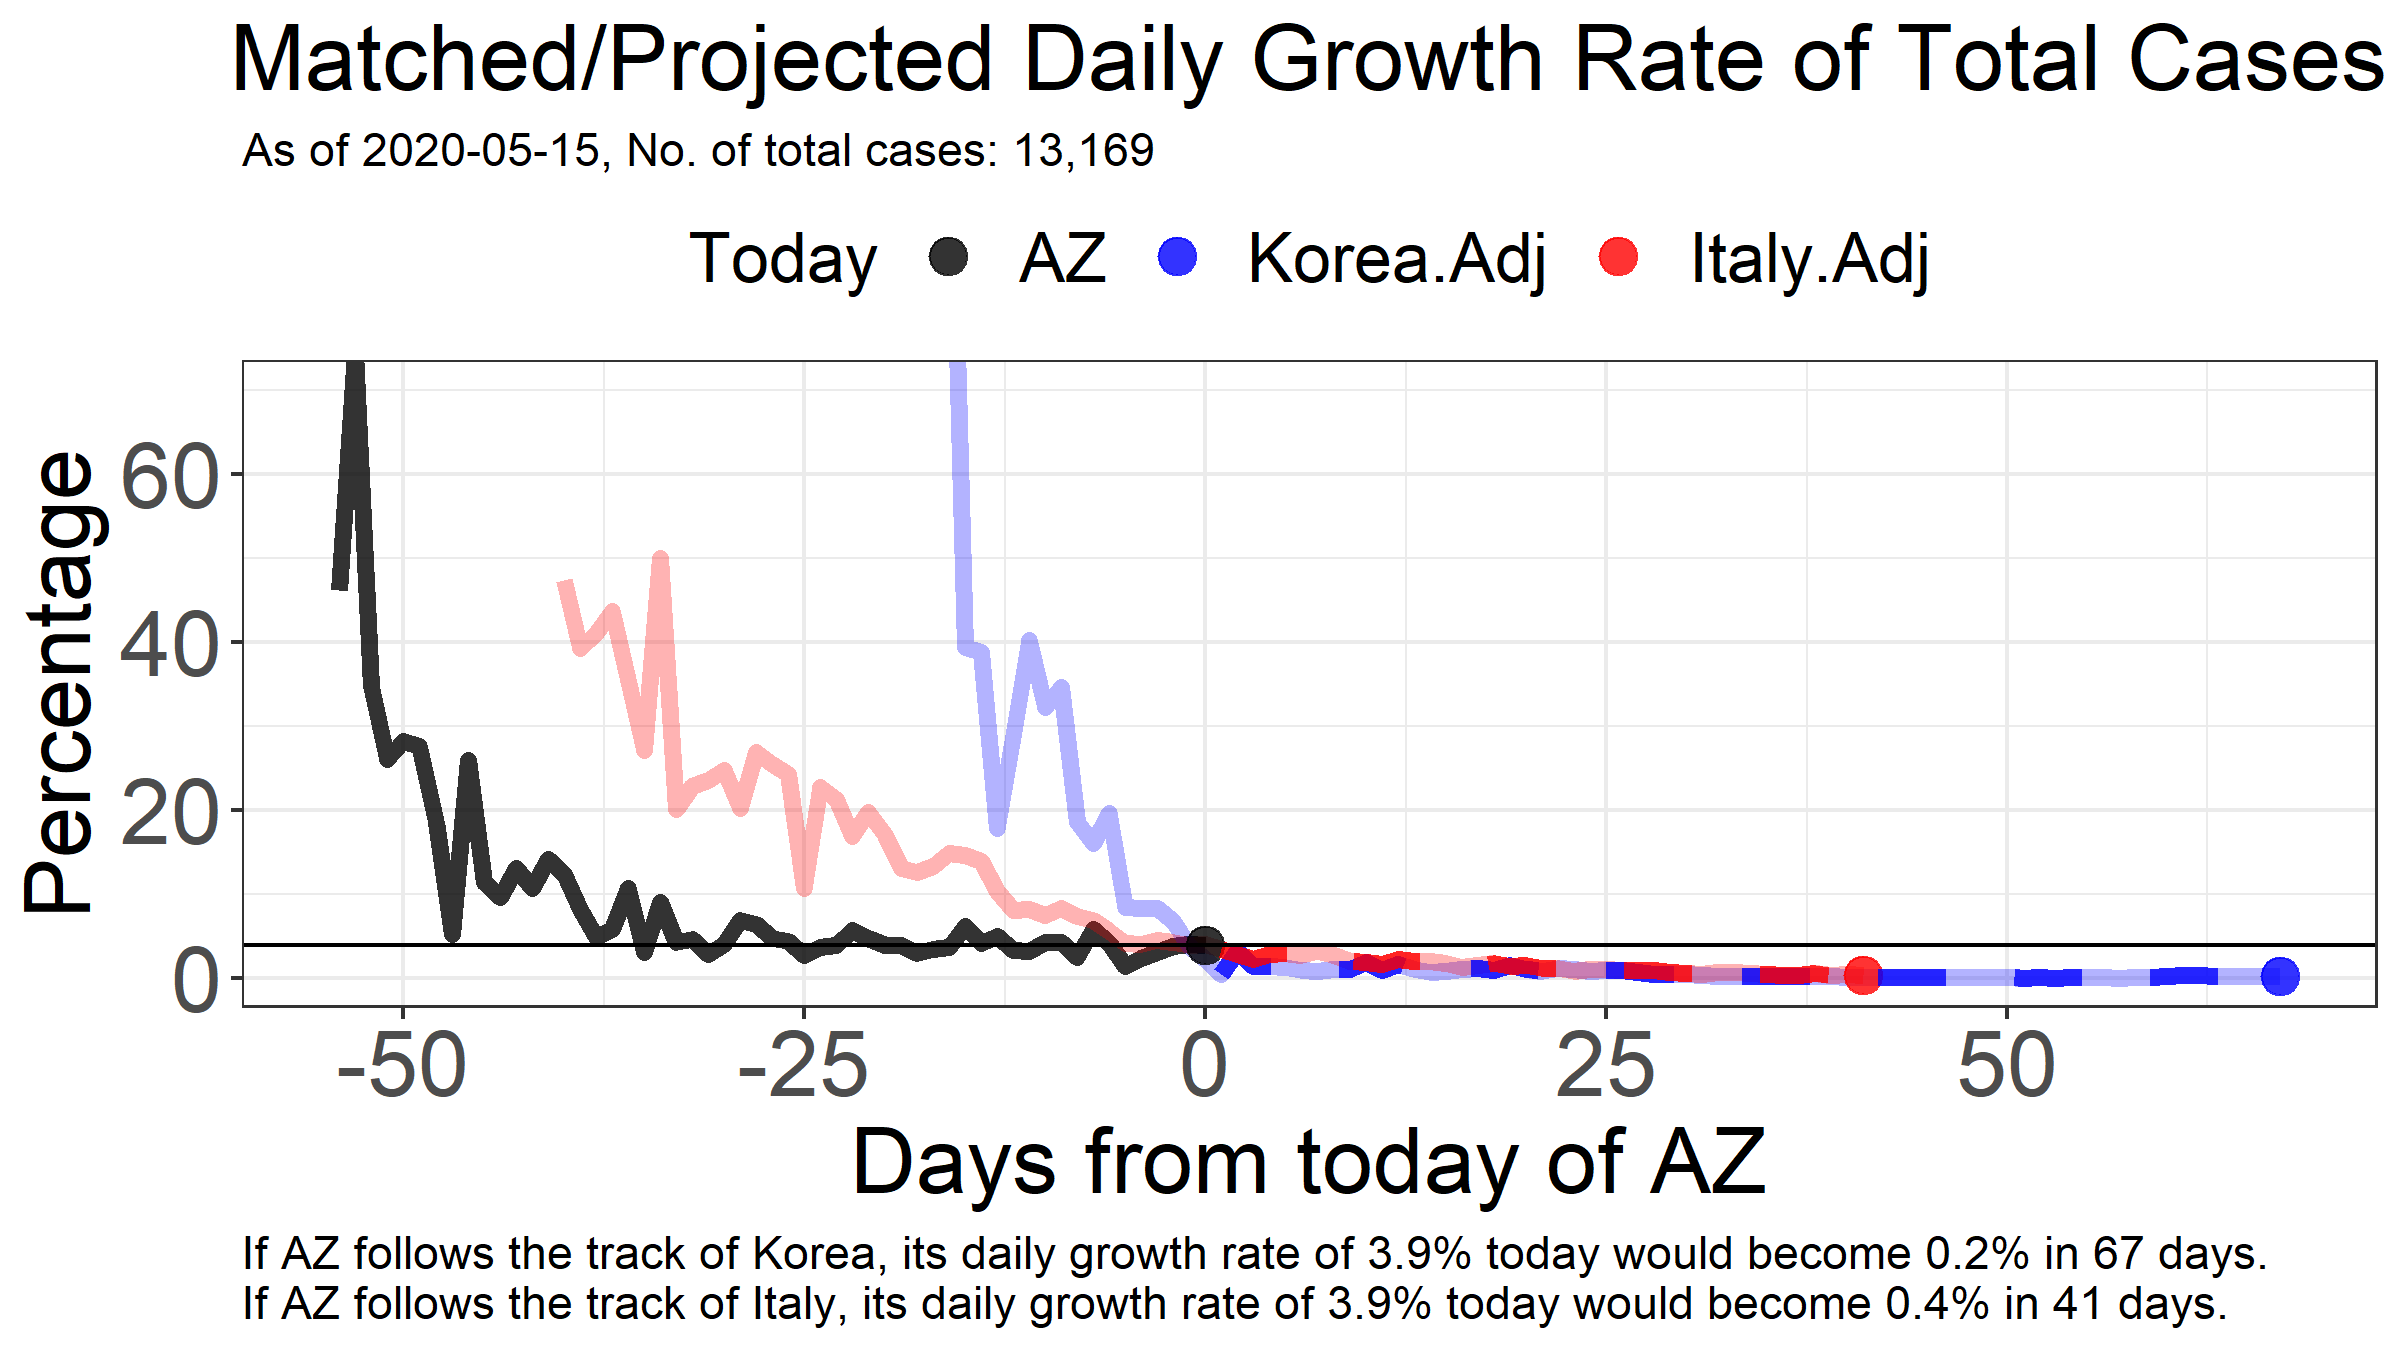 Matched/Projected Daily Growth Rate of Total Cases
As of 2020-05-15, No. of total cases: 13,169
Today AZ Korea.Adj Italy.Adj
Percentage
60
40
20
0
-50 -25 0 25 50
Days from today of AZ
If AZ follows the track of Korea, its daily growth rate of 3.9% today would become 0.2% in 67 days.
If AZ follows the track of Italy, its daily growth rate of 3.9% today would become 0.4% in 41 days.